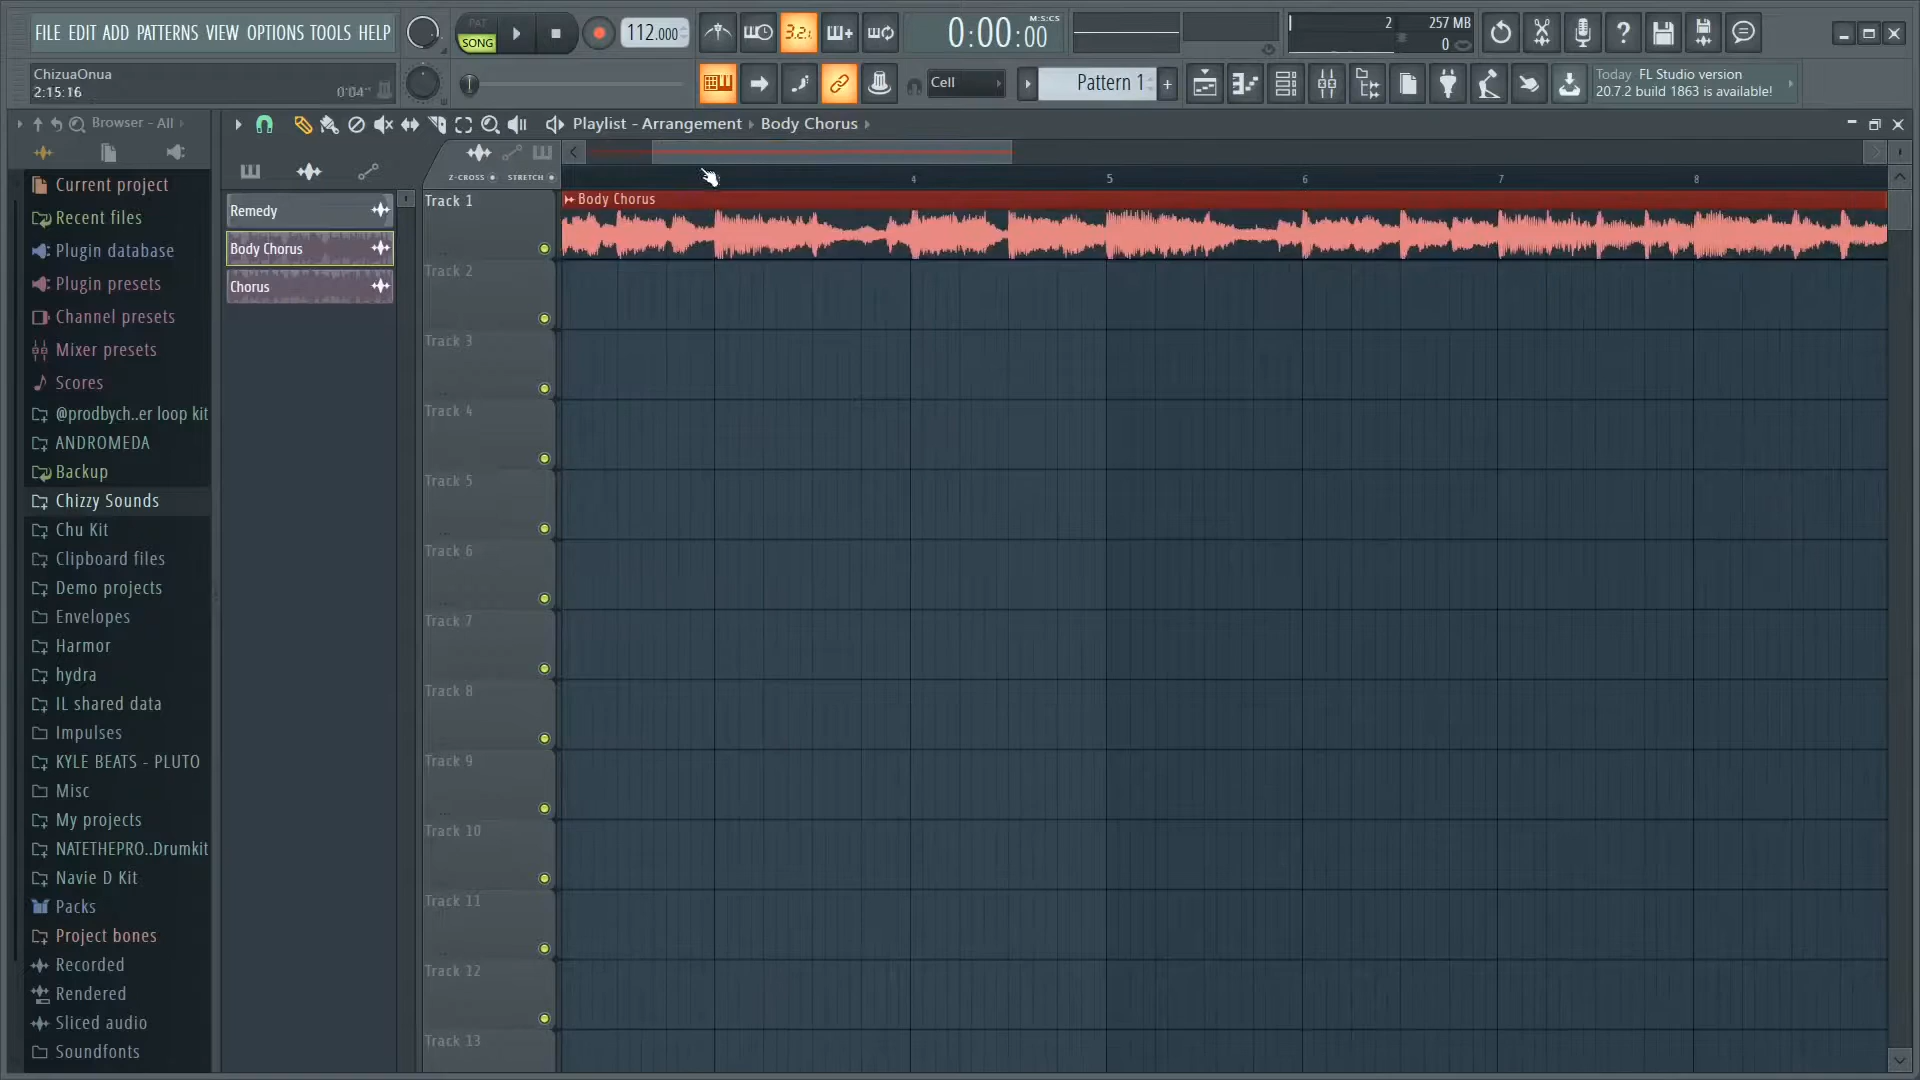 FILE EDIT ADD PATTERNS VIEW OPTIONS TOOLS HELP
PAT
SONG
112.000
3.2.
0:00:00
M:S:CS
2
257 MB
0
ChizuaOnua
2:15:16
0:04"
Cell
Pattern 1
Today FL Studio version
20.7.2 build 1863 is available!
Browser - All
Playlist - Arrangement
Body Chorus
Z-CROSS
STRETCH
4
5
6
7
8
Current project
Recent files
Plugin database
Plugin presets
Channel presets
Mixer presets
Scores
@prodbych..er loop kit
ANDROMEDA
Backup
Chizzy Sounds
Chu Kit
Clipboard files
Demo projects
Envelopes
Harmor
hydra
IL shared data
Impulses
KYLE BEATS - PLUTO
Misc
My projects
NATETHEPRO..Drumkit
Navie D Kit
Packs
Project bones
Recorded
Rendered
Sliced audio
Soundfonts
Remedy
Body Chorus
Chorus
Track 1
Body Chorus
Track 2
Track 3
Track 4
Track 5
Track 6
Track 7
Track 8
Track 9
Track 10
Track 11
Track 12
Track 13